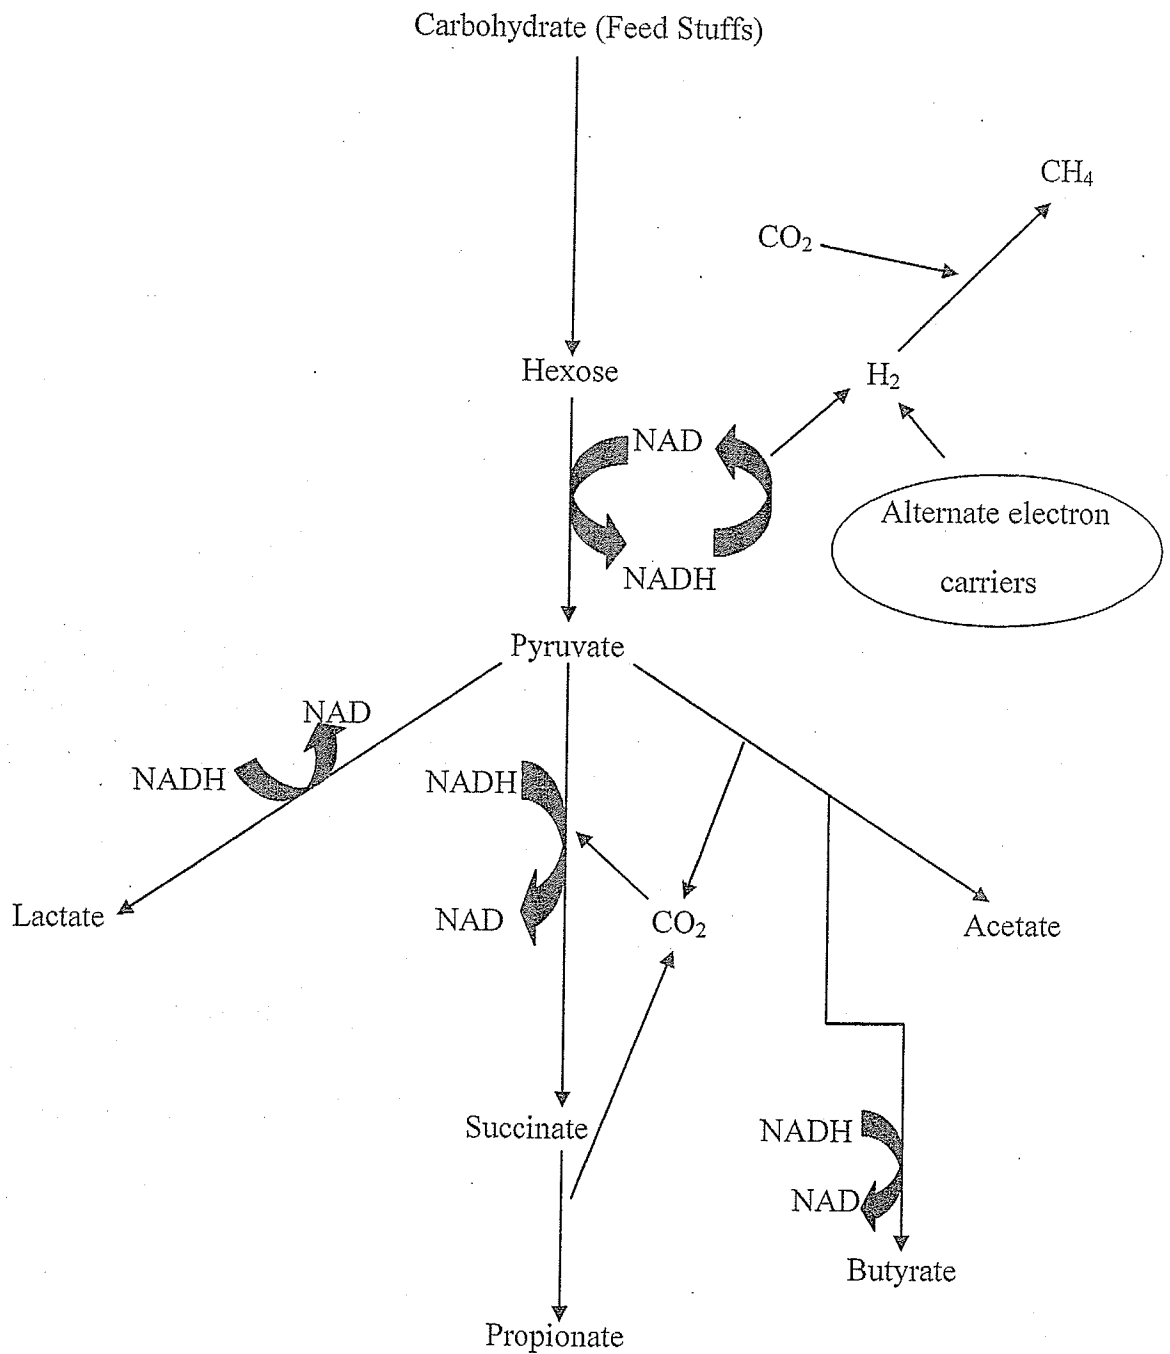 Carbohydrate (Feed Stuffs)
CH₄
CO₂
Hexose
H₂
NAD
Alternate electron
carriers
NADH
Pyruvate
NAD
NADH
NADH
Lactate
NAD
CO₂
Acetate
Succinate
NADH
NAD
Butyrate
Propionate